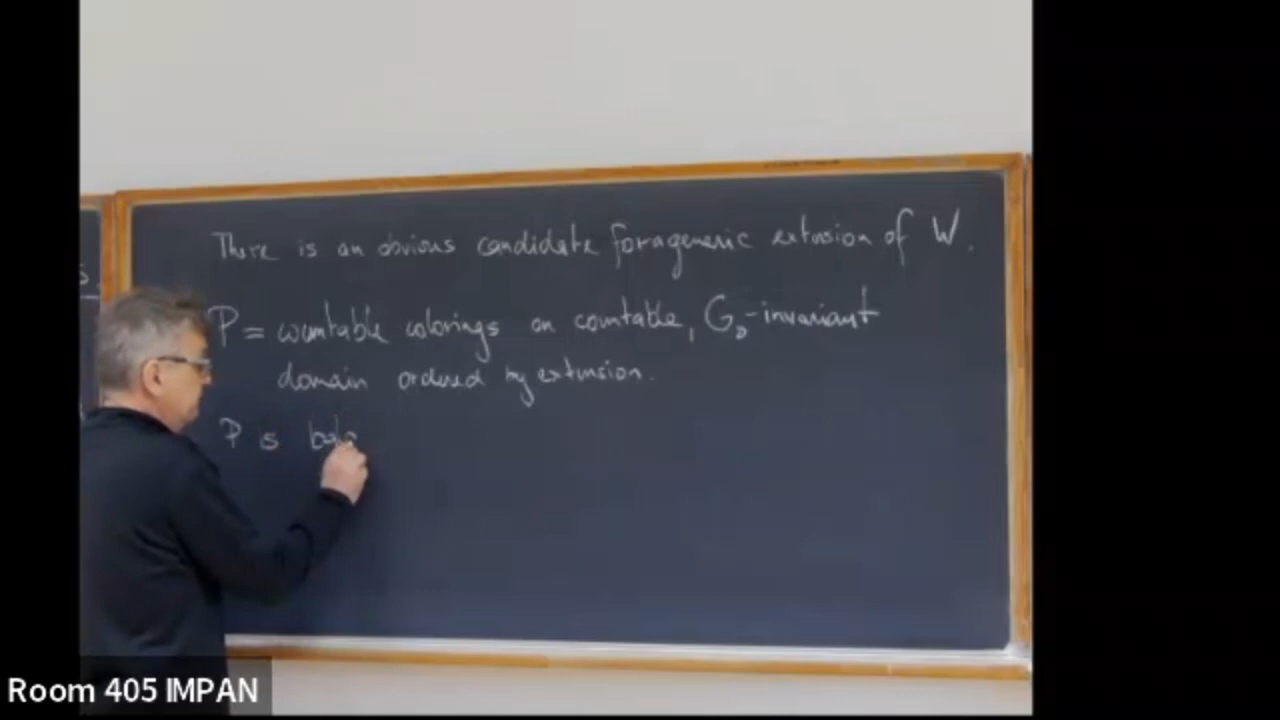 There is an obvious candidate for a generic extension of W.
P = countable colorings on countable, G₀-invariant
domain ordered by extension.
P is bala
Room 405 IMPAN